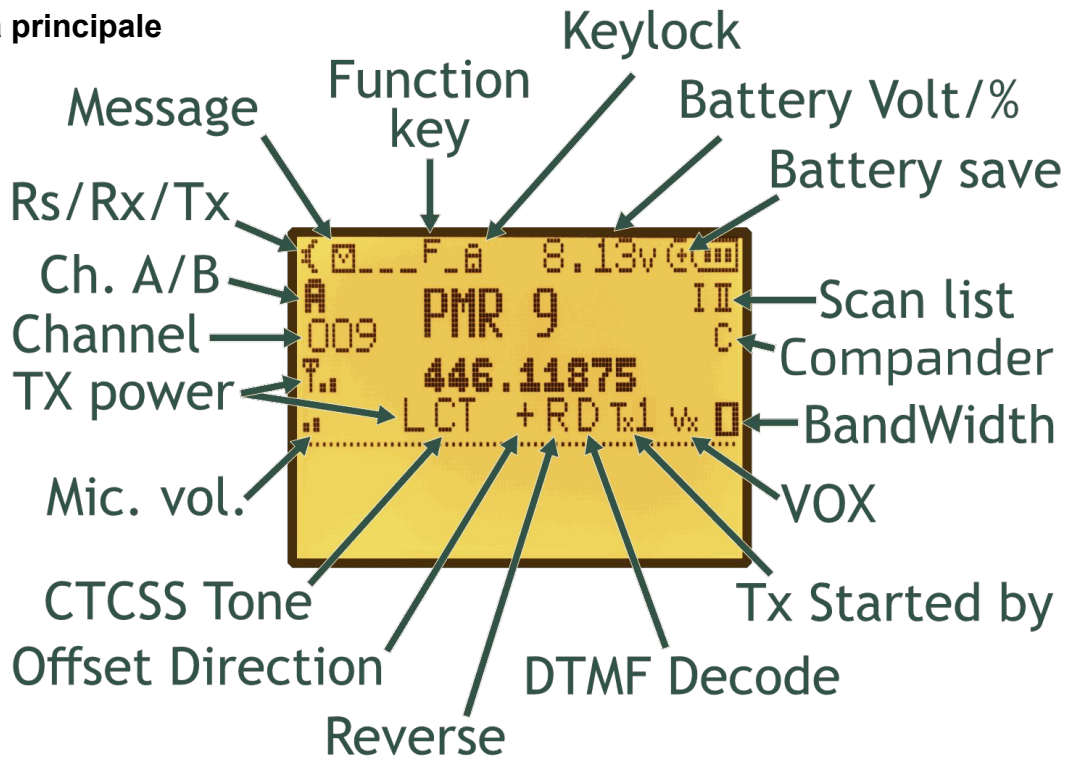 principale
Keylock
Function
key
Message
Battery Volt/%
Battery save
Rs/Rx/Tx
Ch. A/B
Channel
TX power
Mic. vol.
F 8.13v
A PMR 9 I II
009 C
446.11875
L CT + R D Tx1 Vx
Scan list
Compander
BandWidth
VOX
CTCSS Tone
Tx Started by
Offset Direction
DTMF Decode
Reverse